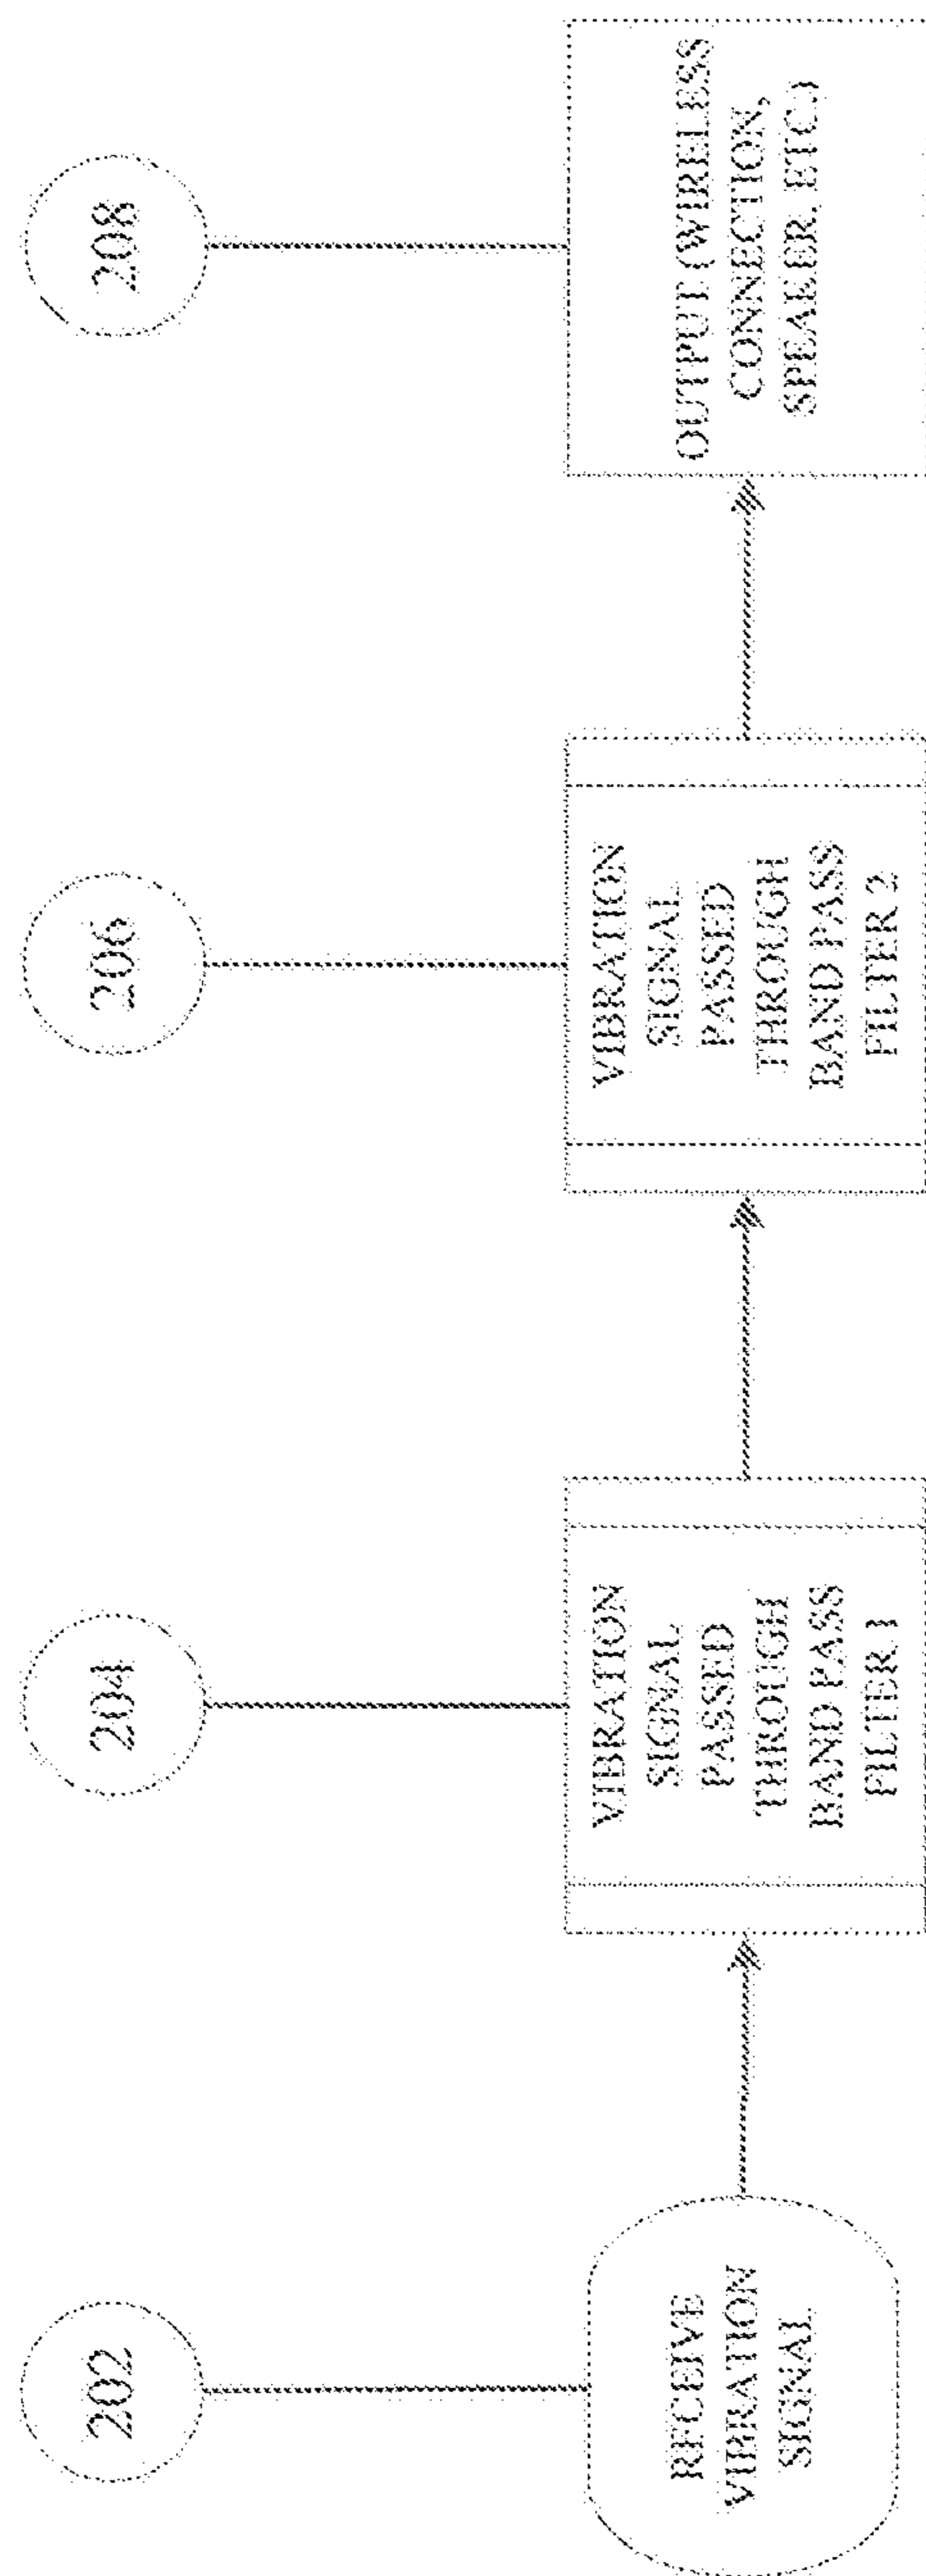 202
204
206
208
RECEIVE
VIBRATION
SIGNAL
VIBRATION
SIGNAL
PASSED
THROUGH
BAND PASS
FILTER 1
VIBRATION
SIGNAL
PASSED
THROUGH
BAND PASS
FILTER 2
OUTPUT (WIRELESS
CONNECTION,
SPEAKER, ETC.)